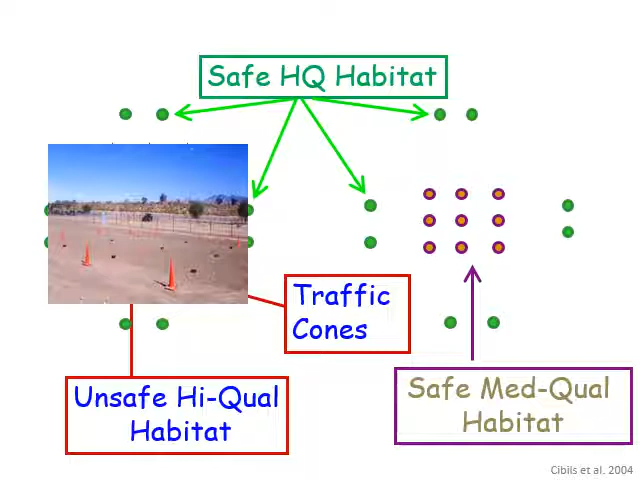 Safe HQ Habitat
Traffic
Cones
Unsafe Hi-Qual
Habitat
Safe Med-Qual
Habitat
Cibils et al. 2004